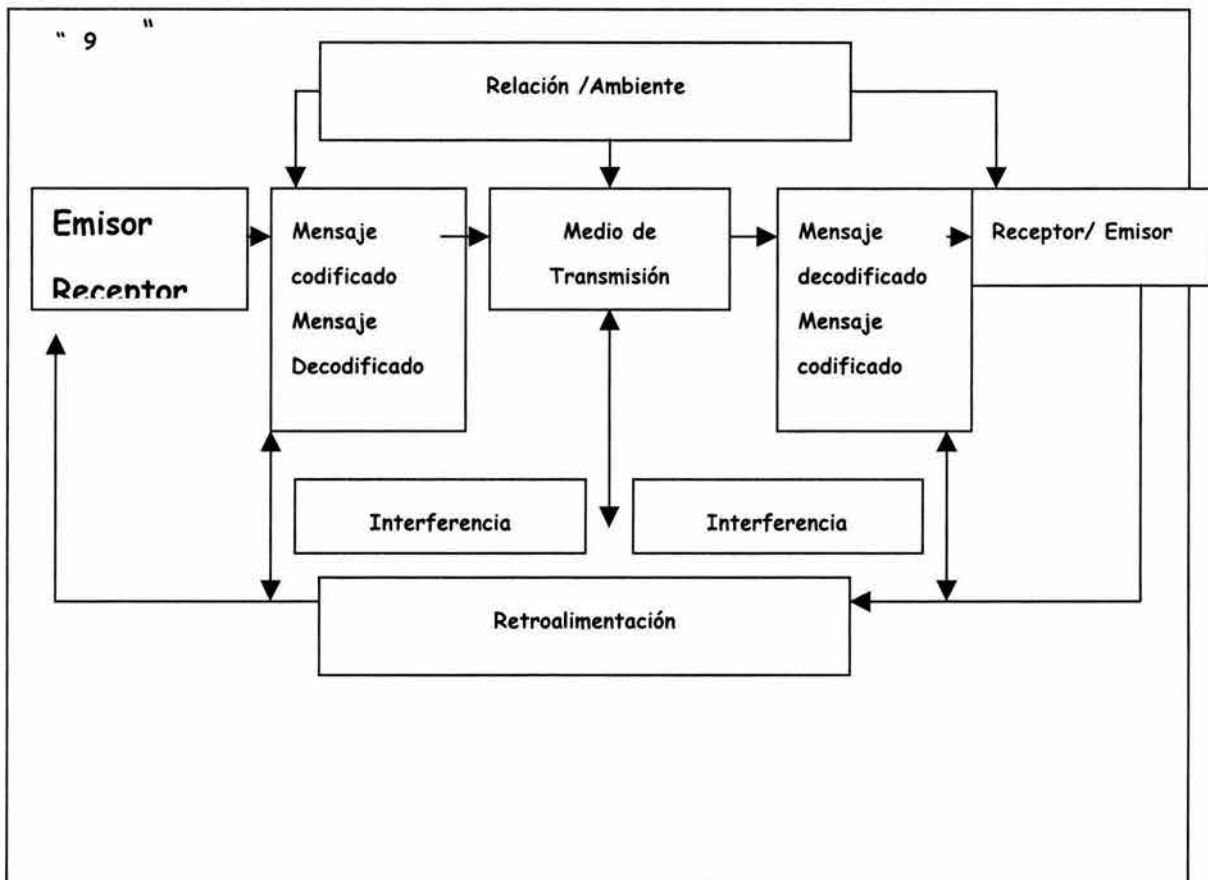 “ 9 "
Relación /Ambiente
Emisor
Receptor
Mensaje
codificado
Mensaje
Decodificado
Medio de
Transmisión
Mensaje
decodificado
Mensaje
codificado
Receptor/ Emisor
Interferencia
Interferencia
Retroalimentación